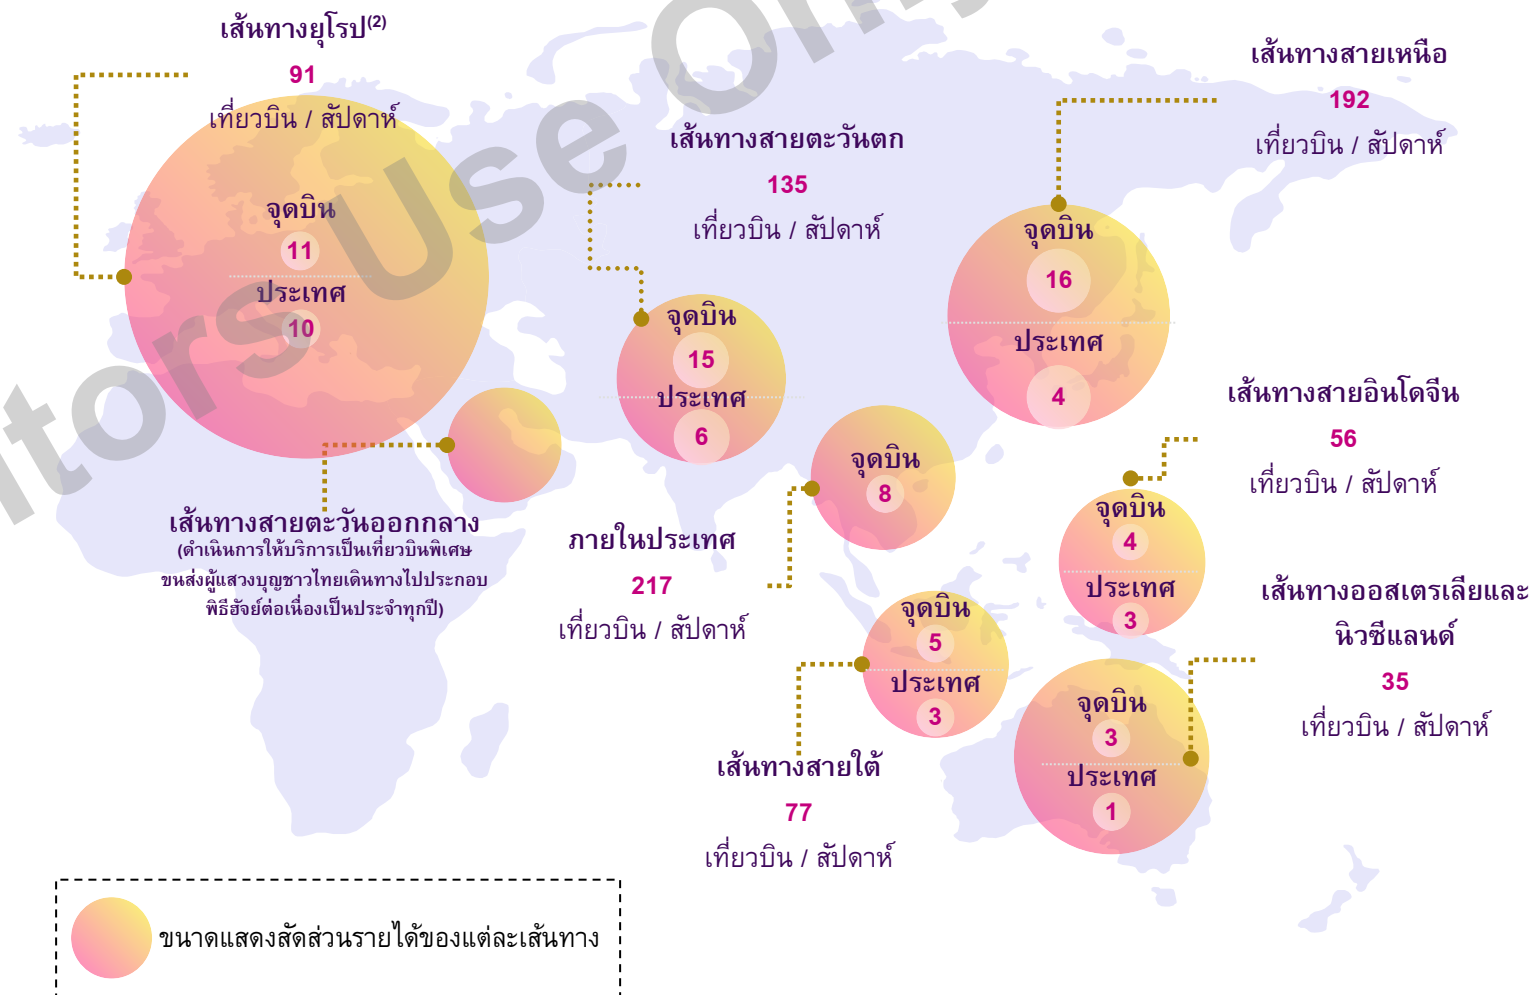 เส้นทางยุโรป(2)
91
เที่ยวบิน / สัปดาห์
จุดบิน
11
ประเทศ
10
เส้นทางสายตะวันตก
135
เที่ยวบิน / สัปดาห์
จุดบิน
15
ประเทศ
6
เส้นทางสายเหนือ
192
เที่ยวบิน / สัปดาห์
จุดบิน
16
ประเทศ
4
เส้นทางสายตะวันออกกลาง
(ดำเนินการให้บริการเป็นเที่ยวบินพิเศษ
ขนส่งผู้แสวงบุญชาวไทยเดินทางไปประกอบ
พิธีฮัจย์ต่อเนื่องเป็นประจำทุกปี)
ภายในประเทศ
217
เที่ยวบิน / สัปดาห์
จุดบิน
8
เส้นทางสายอินโดจีน
56
เที่ยวบิน / สัปดาห์
จุดบิน
4
ประเทศ
3
เส้นทางสายใต้
77
เที่ยวบิน / สัปดาห์
จุดบิน
5
ประเทศ
3
เส้นทางออสเตรเลียและ
นิวซีแลนด์
35
เที่ยวบิน / สัปดาห์
จุดบิน
3
ประเทศ
1
ขนาดแสดงสัดส่วนรายได้ของแต่ละเส้นทาง
Use Only